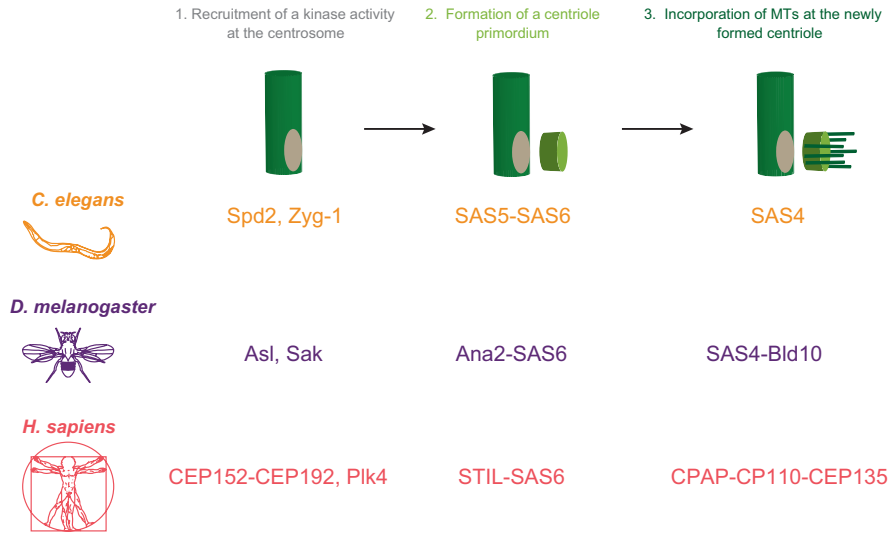 1. Recruitment of a kinase activity
at the centrosome
2. Formation of a centriole
primordium
3. Incorporation of MTs at the newly
formed centriole
C. elegans
Spd2, Zyg-1
SAS5-SAS6
SAS4
D. melanogaster
Asl, Sak
Ana2-SAS6
SAS4-Bld10
H. sapiens
CEP152-CEP192, Plk4
STIL-SAS6
CPAP-CP110-CEP135